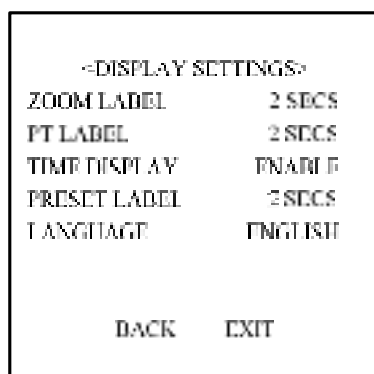 <DISPLAY SETTINGS>
ZOOM LABEL 2 SECS
PT LABEL 2 SECS
TIME DISPLAY ENABLE
PRESET LABEL 2 SECS
LANGUAGE ENGLISH
BACK EXIT